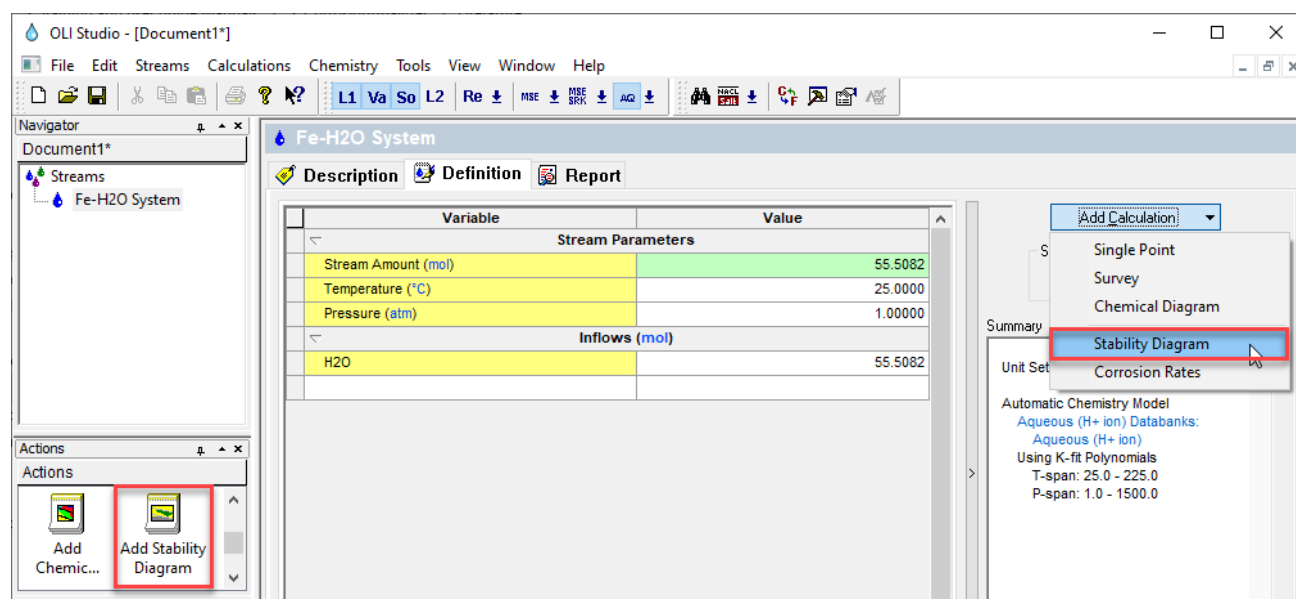 OLI Studio - [Document1*]
File Edit Streams Calculations Chemistry Tools View Window Help
L1 Va So L2 Re MSE MSE SRK AQ NACL
Navigator
Document1*
Streams
Fe-H2O System
Fe-H2O System
Description Definition Report
Variable Value
Stream Parameters
Stream Amount (mol) 55.5082
Temperature (°C) 25.0000
Pressure (atm) 1.00000
Inflows (mol)
H2O 55.5082
Add Calculation
Single Point
Survey
Chemical Diagram
Stability Diagram
Corrosion Rates
S
Summary
Unit Set
Automatic Chemistry Model
Aqueous (H+ ion) Databanks:
Aqueous (H+ ion)
Using K-fit Polynomials
T-span: 25.0 - 225.0
P-span: 1.0 - 1500.0
Actions
Actions
Add
Chemic...
Add Stability
Diagram